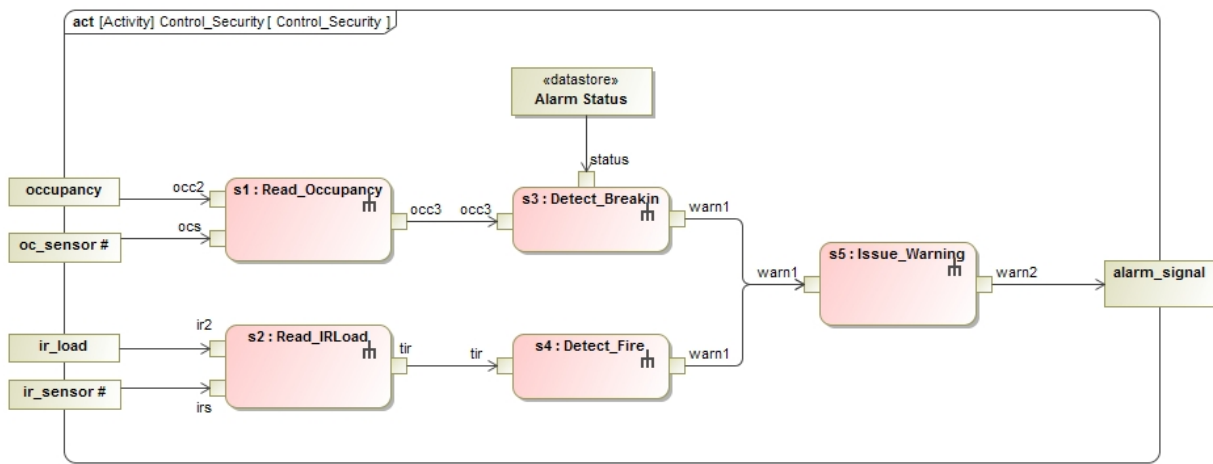 act [Activity] Control_Security [ Control_Security ]
«datastore»
Alarm Status
status
occupancy
occ2
s1 : Read_Occupancy
occ3
occ3
s3 : Detect_Breakin
warn1
oc_sensor #
ocs
warn1
s5 : Issue_Warning
warn2
alarm_signal
ir_load
ir2
s2 : Read_IRLoad
tir
tir
s4 : Detect_Fire
warn1
ir_sensor #
irs